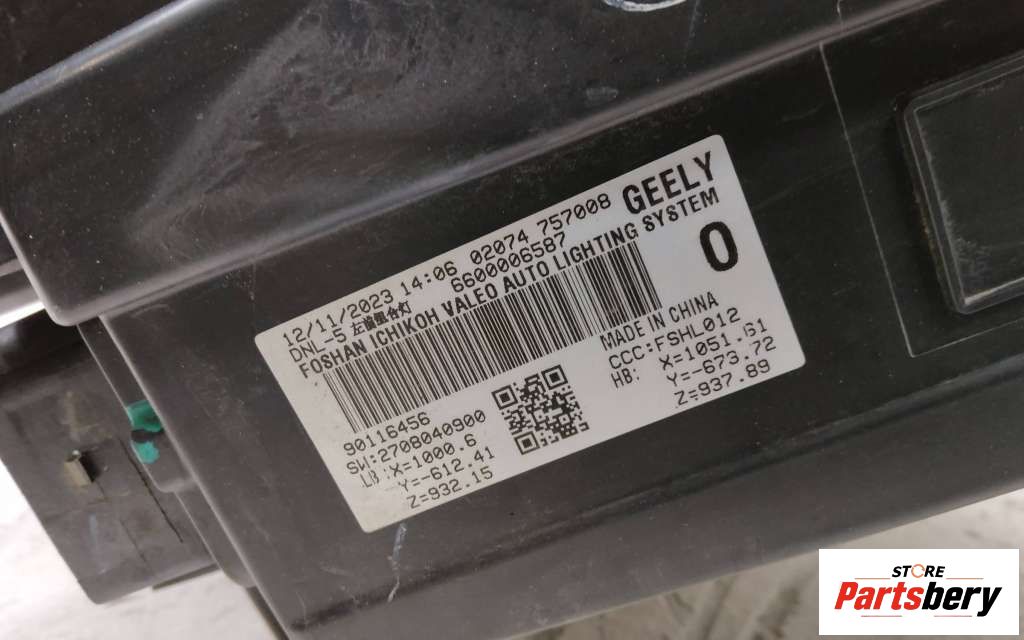 GEELY
12/11/2023 14:06 02074 757008
DNL-5 左前组合灯 6600006587
FOSHAN ICHIKOH VALEO AUTO LIGHTING SYSTEM
0
90116456
SW:2708040900
LB: X=1000.6
Y=-612.41
Z=932.15
MADE IN CHINA
CCC:FSHL012
HB: X=1051.61
Y=-673.72
Z=937.89
STORE
Partsbery